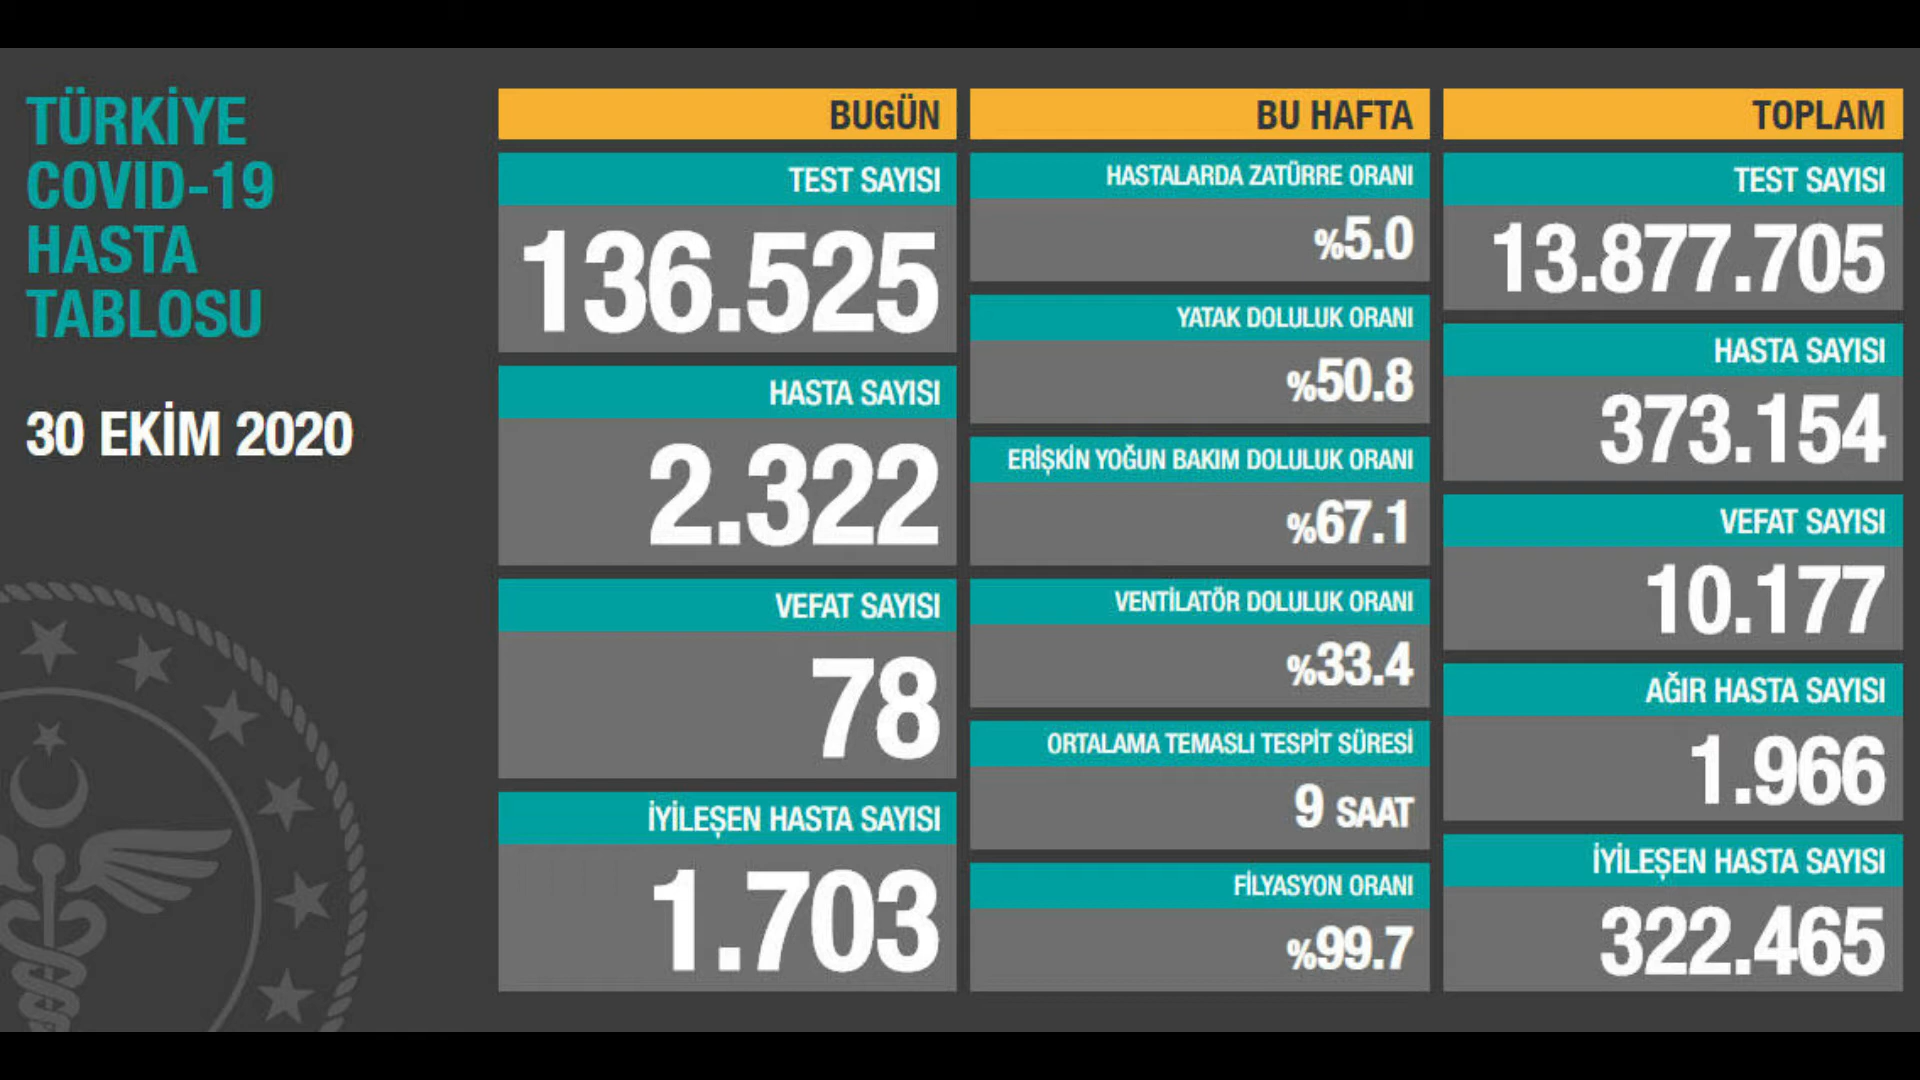 TÜRKİYE
COVID-19
HASTA
TABLOSU
30 EKİM 2020
BUGÜN
TEST SAYISI
136.525
HASTA SAYISI
2.322
VEFAT SAYISI
78
İYİLEŞEN HASTA SAYISI
1.703
BU HAFTA
HASTALARDA ZATÜRRE ORANI
%5.0
YATAK DOLULUK ORANI
%50.8
ERİŞKİN YOĞUN BAKIM DOLULUK ORANI
%67.1
VENTİLATÖR DOLULUK ORANI
%33.4
ORTALAMA TEMASLI TESPİT SÜRESİ
9 SAAT
FİLYASYON ORANI
%99.7
TOPLAM
TEST SAYISI
13.877.705
HASTA SAYISI
373.154
VEFAT SAYISI
10.177
AĞIR HASTA SAYISI
1.966
İYİLEŞEN HASTA SAYISI
322.465